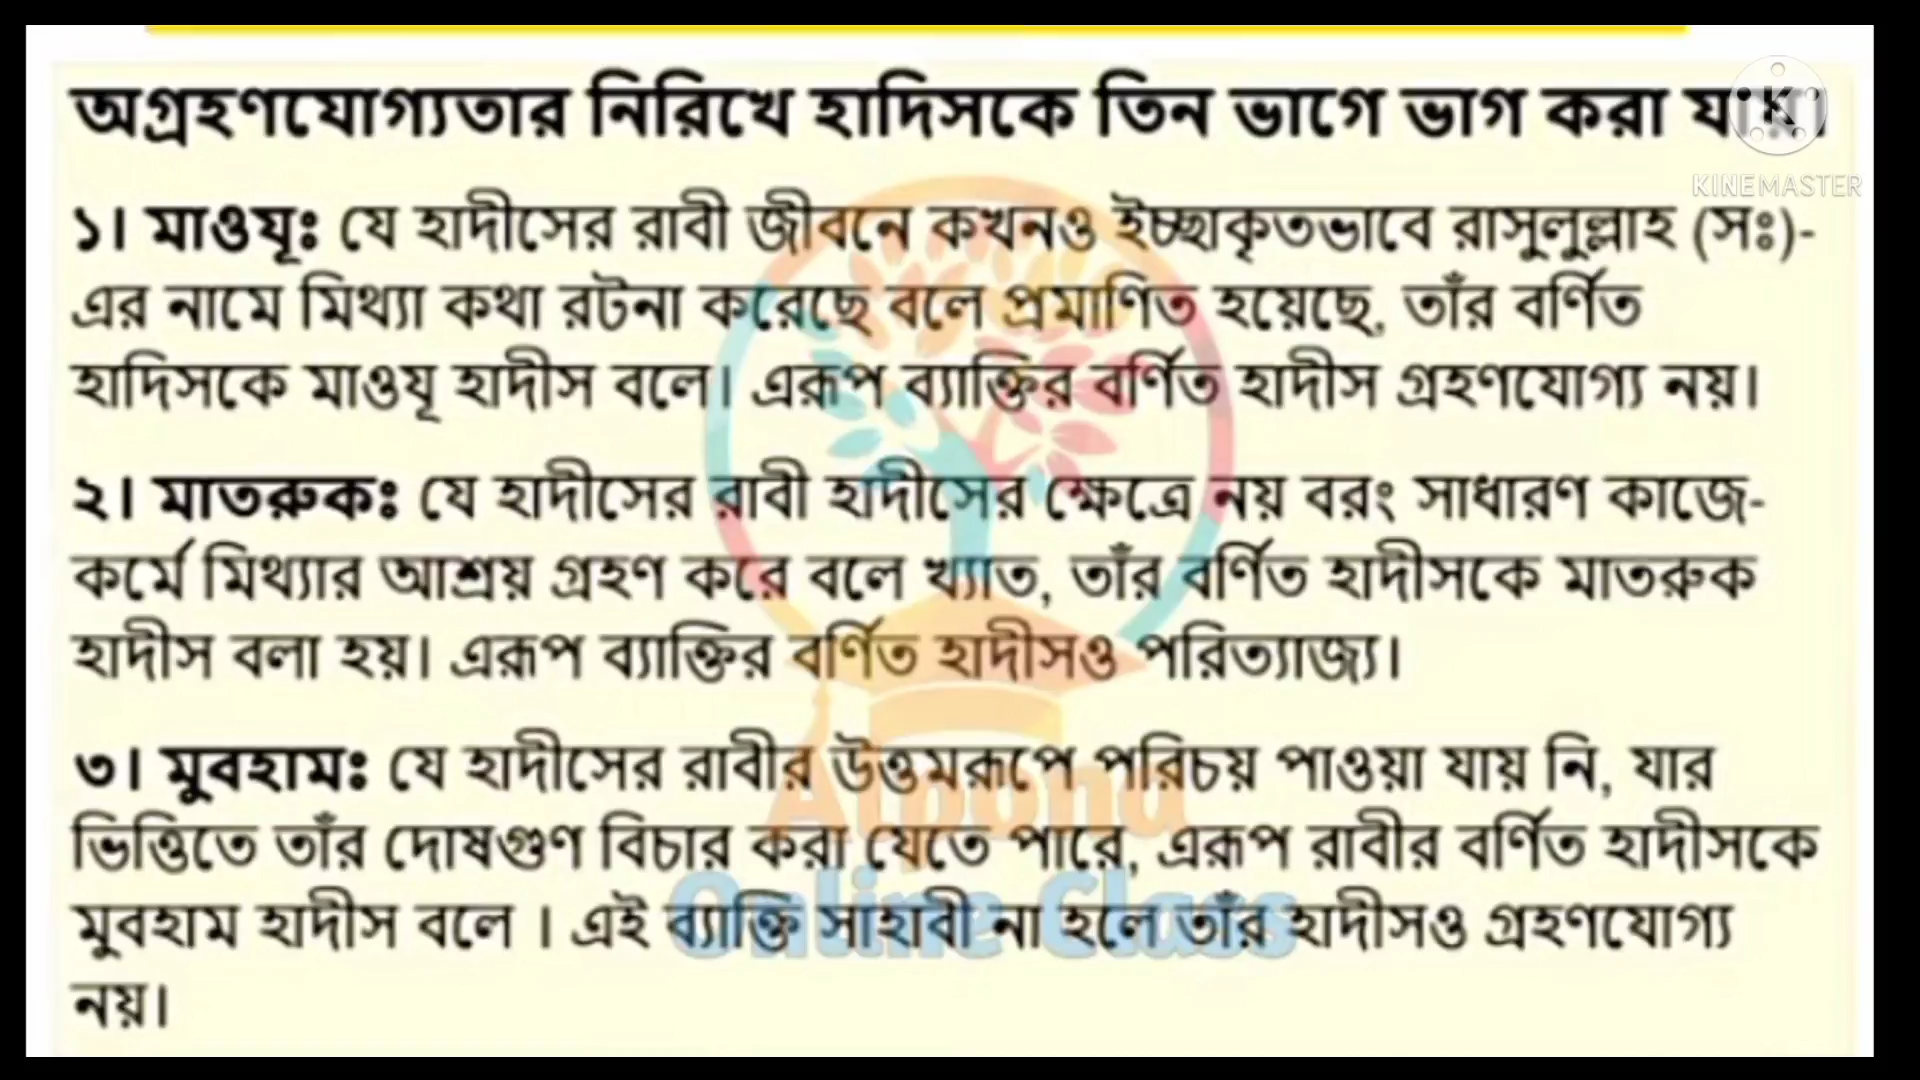 অগ্রহণযোগ্যতার নিরিখে হাদিসকে তিন ভাগে ভাগ করা যায়।
KINEMASTER
১। মাওযূঃ যে হাদীসের রাবী জীবনে কখনও ইচ্ছাকৃতভাবে রাসুলুল্লাহ (সঃ)-
এর নামে মিথ্যা কথা রটনা করেছে বলে প্রমাণিত হয়েছে, তাঁর বর্ণিত
হাদিসকে মাওযূ হাদীস বলে। এরূপ ব্যাক্তির বর্ণিত হাদীস গ্রহণযোগ্য নয়।
২। মাতরুকঃ যে হাদীসের রাবী হাদীসের ক্ষেত্রে নয় বরং সাধারণ কাজে-
কর্মে মিথ্যার আশ্রয় গ্রহণ করে বলে খ্যাত, তাঁর বর্ণিত হাদীসকে মাতরুক
হাদীস বলা হয়। এরূপ ব্যাক্তির বর্ণিত হাদীসও পরিত্যাজ্য।
৩। মুবহামঃ যে হাদীসের রাবীর উত্তমরূপে পরিচয় পাওয়া যায় নি, যার
ভিত্তিতে তাঁর দোষগুণ বিচার করা যেতে পারে, এরূপ রাবীর বর্ণিত হাদীসকে
মুবহাম হাদীস বলে । এই ব্যাক্তি সাহাবী না হলে তাঁর হাদীসও গ্রহণযোগ্য
নয়।
Alpona
Online Class